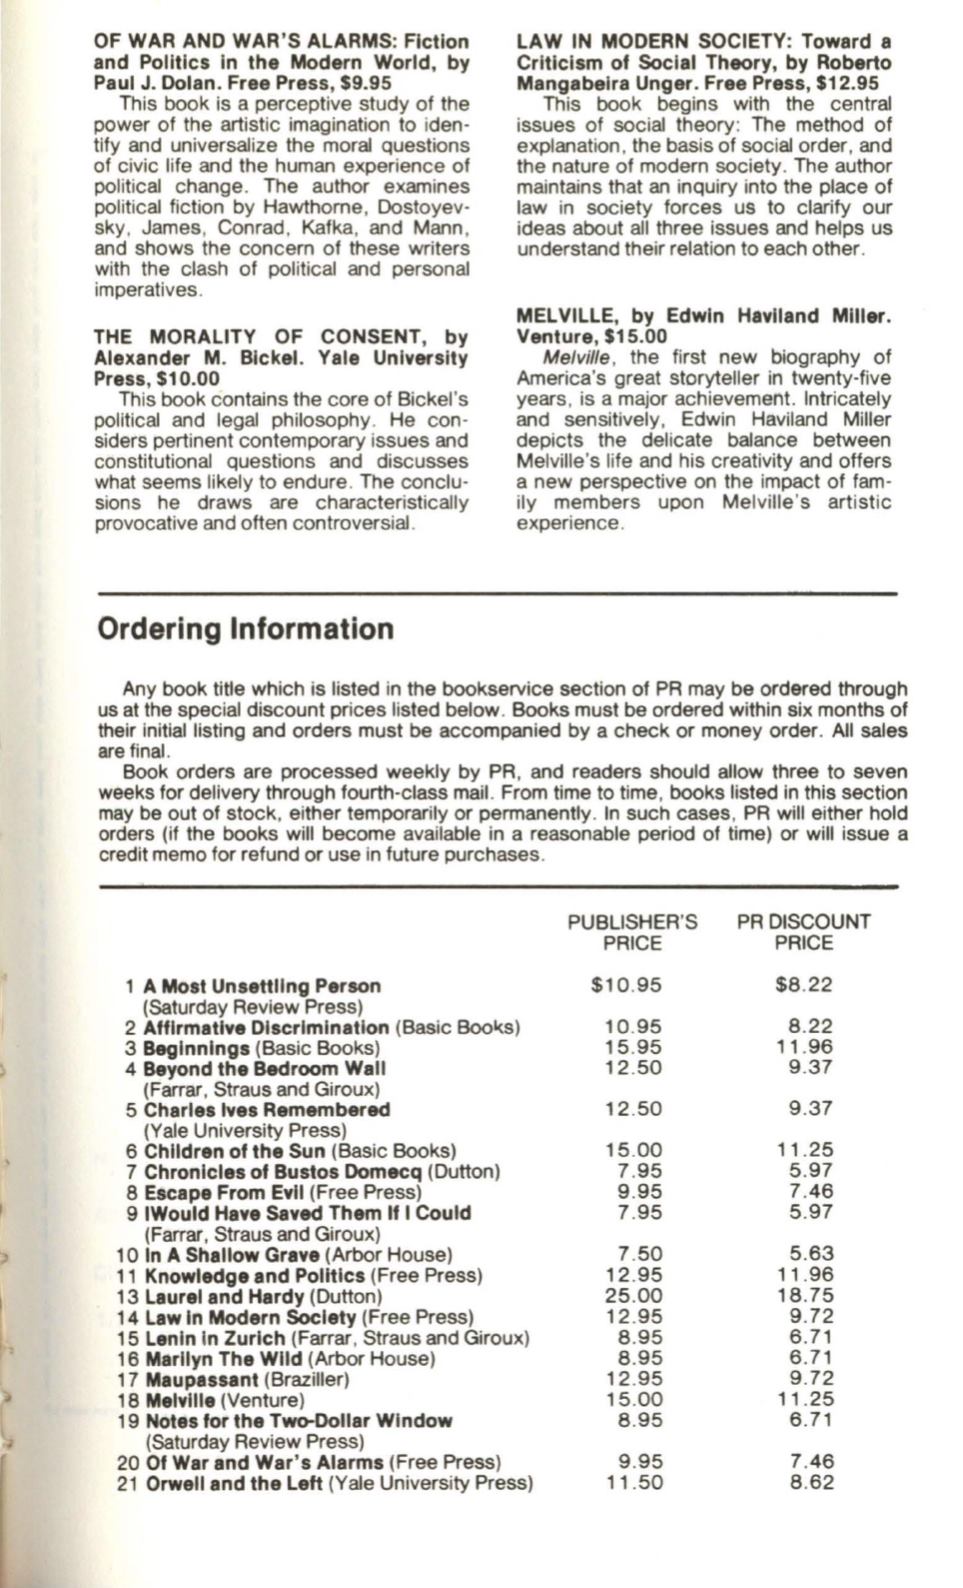 OF WAR AND WAR'S ALARMS: Fiction
and Politics in the Modern World, by
Paul J. Dolan. Free Press, $9.95
This book is a perceptive study of the
power of the artistic imagination to iden-
tify and universalize the moral questions
of civic life and the human experience of
political change. The author examines
political fiction by Hawthorne, Dostoyev-
sky, James, Conrad, Kafka, and Mann,
and shows the concern of these writers
with the clash of political and personal
imperatives.
THE MORALITY OF CONSENT, by
Alexander M. Bickel. Yale University
Press, $10.00
This book contains the core of Bickel's
political and legal philosophy. He con-
siders pertinent contemporary issues and
constitutional questions and discusses
what seems likely to endure. The conclu-
sions he draws are characteristically
provocative and often controversial.
LAW IN MODERN SOCIETY: Toward a
Criticism of Social Theory, by Roberto
Mangabeira Unger. Free Press, $12.95
This book begins with the central
issues of social theory: The method of
explanation, the basis of social order, and
the nature of modern society. The author
maintains that an inquiry into the place of
law in society forces us to clarify our
ideas about all three issues and helps us
understand their relation to each other.
MELVILLE, by Edwin Haviland Miller.
Venture, $15.00
Melville, the first new biography of
America's great storyteller in twenty-five
years, is a major achievement. Intricately
and sensitively, Edwin Haviland Miller
depicts the delicate balance between
Melville's life and his creativity and offers
a new perspective on the impact of fam-
ily members upon Melville's artistic
experience.
Ordering Information
Any book title which is listed in the bookservice section of PR may be ordered through
us at the special discount prices listed below. Books must be ordered within six months of
their initial listing and orders must be accompanied by a check or money order. All sales
are final.
Book orders are processed weekly by PR, and readers should allow three to seven
weeks for delivery through fourth-class mail. From time to time, books listed in this section
may be out of stock, either temporarily or permanently. In such cases, PR will either hold
orders (if the books will become available in a reasonable period of time) or will issue a
credit memo for refund or use in future purchases.
PUBLISHER'S PR DISCOUNT
PRICE PRICE
1 A Most Unsettling Person $10.95 $8.22
(Saturday Review Press)
2 Affirmative Discrimination (Basic Books) 10.95 8.22
3 Beginnings (Basic Books) 15.95 11.96
4 Beyond the Bedroom Wall 12.50 9.37
(Farrar, Straus and Giroux)
5 Charles Ives Remembered 12.50 9.37
(Yale University Press)
6 Children of the Sun (Basic Books) 15.00 11.25
7 Chronicles of Bustos Domecq (Dutton) 7.95 5.97
8 Escape From Evil (Free Press) 9.95 7.46
9 IWould Have Saved Them If I Could 7.95 5.97
(Farrar, Straus and Giroux)
10 In A Shallow Grave (Arbor House) 7.50 5.63
11 Knowledge and Politics (Free Press) 12.95 11.96
13 Laurel and Hardy (Dutton) 25.00 18.75
14 Law in Modern Society (Free Press) 12.95 9.72
15 Lenin in Zurich (Farrar, Straus and Giroux) 8.95 6.71
16 Marilyn The Wild (Arbor House) 8.95 6.71
17 Maupassant (Braziller) 12.95 9.72
18 Melville (Venture) 15.00 11.25
19 Notes for the Two-Dollar Window 8.95 6.71
(Saturday Review Press)
20 Of War and War's Alarms (Free Press) 9.95 7.46
21 Orwell and the Left (Yale University Press) 11.50 8.62